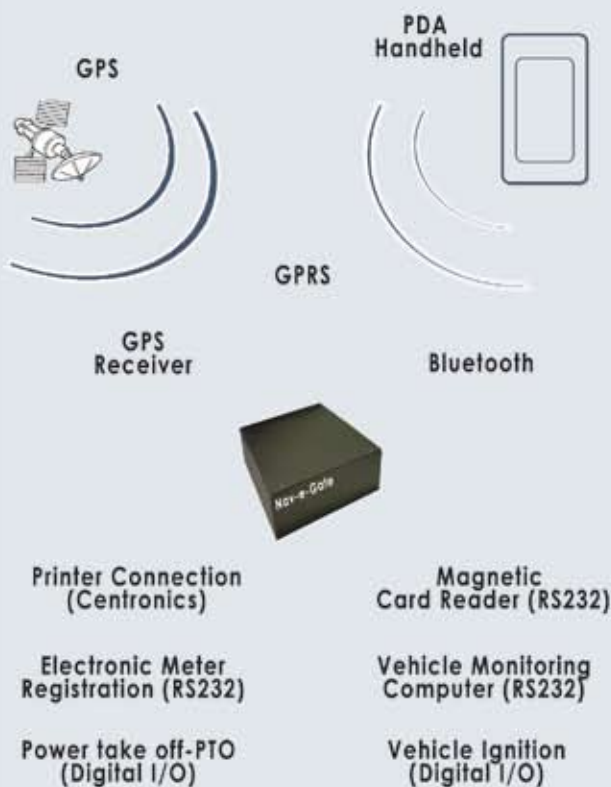 PDA
Handheld
GPS
GPRS
GPS
Receiver
Bluetooth
Nav-e-Gate
Printer Connection
(Centronics)
Magnetic
Card Reader (RS232)
Electronic Meter
Registration (RS232)
Vehicle Monitoring
Computer (RS232)
Power take off-PTO
(Digital I/O)
Vehicle Ignition
(Digital I/O)